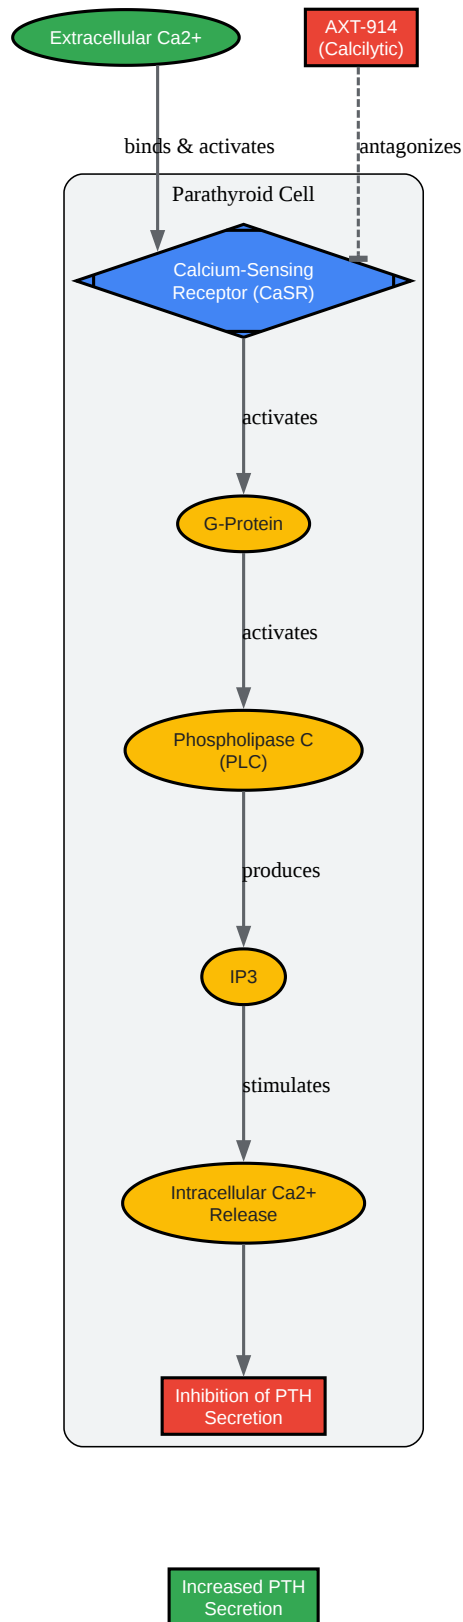 Extracellular Ca2+
AXT-914
(Calcilytic)
binds & activates
antagonizes
Parathyroid Cell
Calcium-Sensing
Receptor (CaSR)
activates
G-Protein
activates
Phospholipase C
(PLC)
produces
IP3
stimulates
Intracellular Ca2+
Release
Inhibition of PTH
Secretion
Increased PTH
Secretion